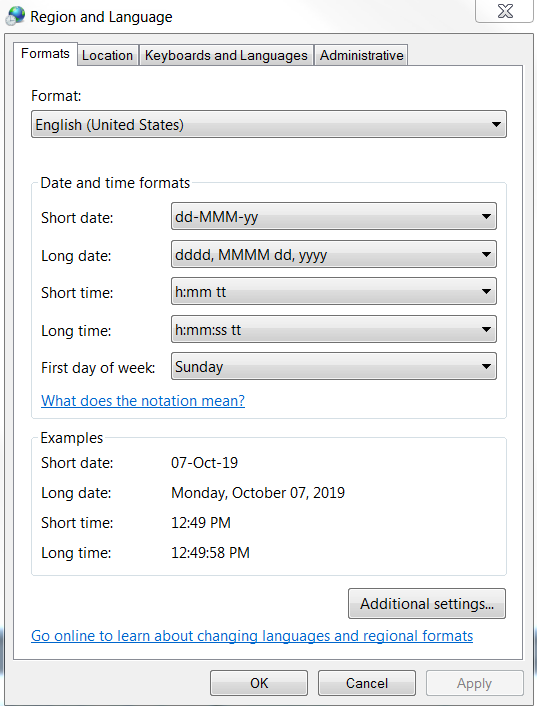 Region and Language
Formats Location Keyboards and Languages Administrative
Format:
English (United States)
Date and time formats
Short date: dd-MMM-yy
Long date: dddd, MMMM dd, yyyy
Short time: h:mm tt
Long time: h:mm:ss tt
First day of week: Sunday
What does the notation mean?
Examples
Short date: 07-Oct-19
Long date: Monday, October 07, 2019
Short time: 12:49 PM
Long time: 12:49:58 PM
Additional settings...
Go online to learn about changing languages and regional formats
OK Cancel Apply